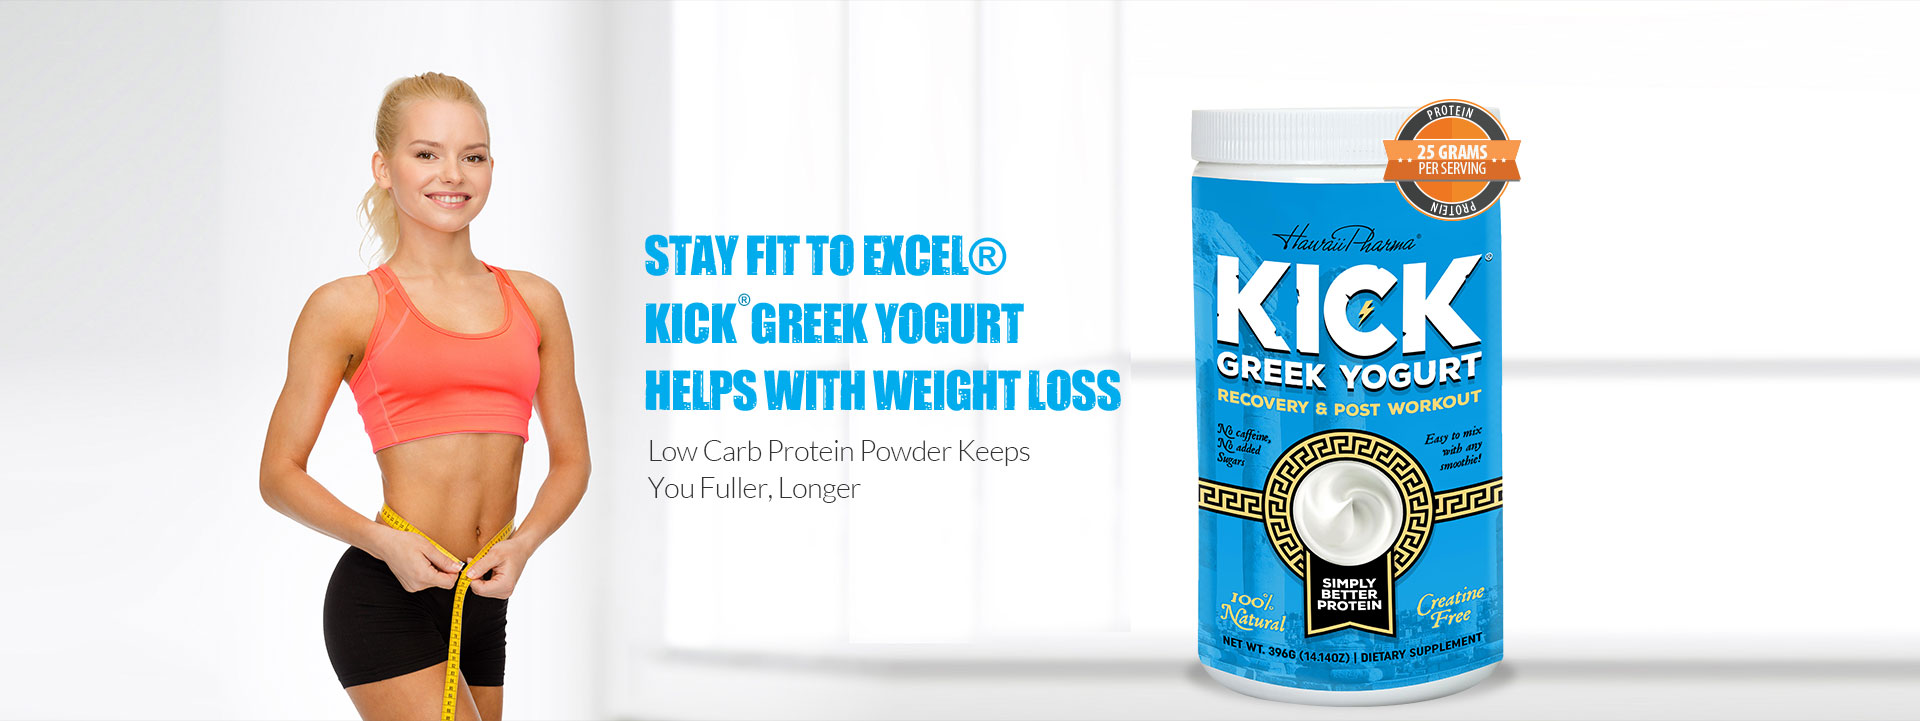 STAY FIT TO EXCEL®
KICK® GREEK YOGURT
HELPS WITH WEIGHT LOSS
Low Carb Protein Powder Keeps
You Fuller, Longer
PROTEIN
25 GRAMS
PER SERVING
PROTEIN
Hawaii Pharma®
KICK®
GREEK YOGURT
RECOVERY & POST WORKOUT
No caffeine,
No added
Sugars
Easy to mix
with any
smoothie!
SIMPLY
BETTER
PROTEIN
100%
Natural
Creatine
Free
NET WT. 396G (14.14OZ) | DIETARY SUPPLEMENT